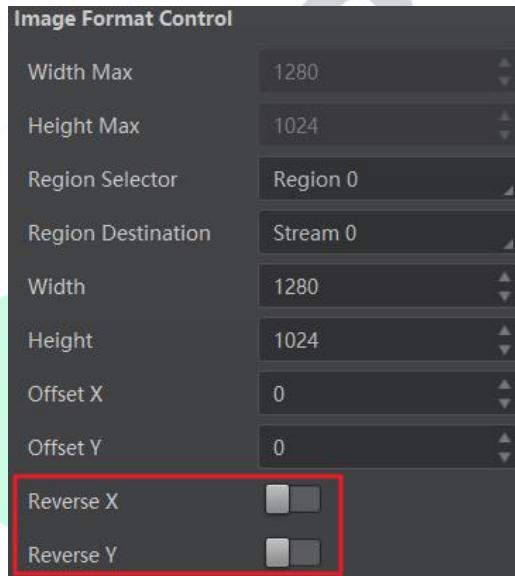 Image Format Control
Width Max 1280
Height Max 1024
Region Selector Region 0
Region Destination Stream 0
Width 1280
Height 1024
Offset X 0
Offset Y 0
Reverse X
Reverse Y